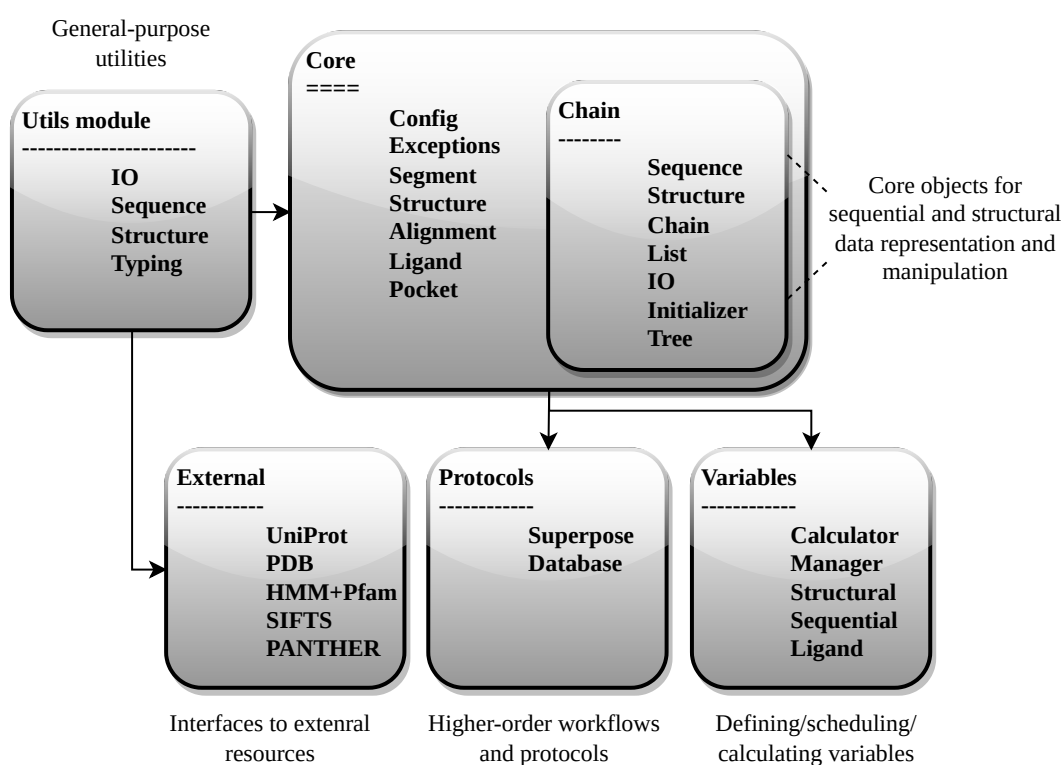 General-purpose
utilities
Utils module
----------------------
IO
Sequence
Structure
Typing
Core
====
Config
Exceptions
Segment
Structure
Alignment
Ligand
Pocket
Chain
--------
Sequence
Structure
Chain
List
IO
Initializer
Tree
Core objects for
sequential and structural
data representation and
manipulation
External
-----------
UniProt
PDB
HMM+Pfam
SIFTS
PANTHER
Interfaces to extenral
resources
Protocols
------------
Superpose
Database
Higher-order workflows
and protocols
Variables
------------
Calculator
Manager
Structural
Sequential
Ligand
Defining/scheduling/
calculating variables